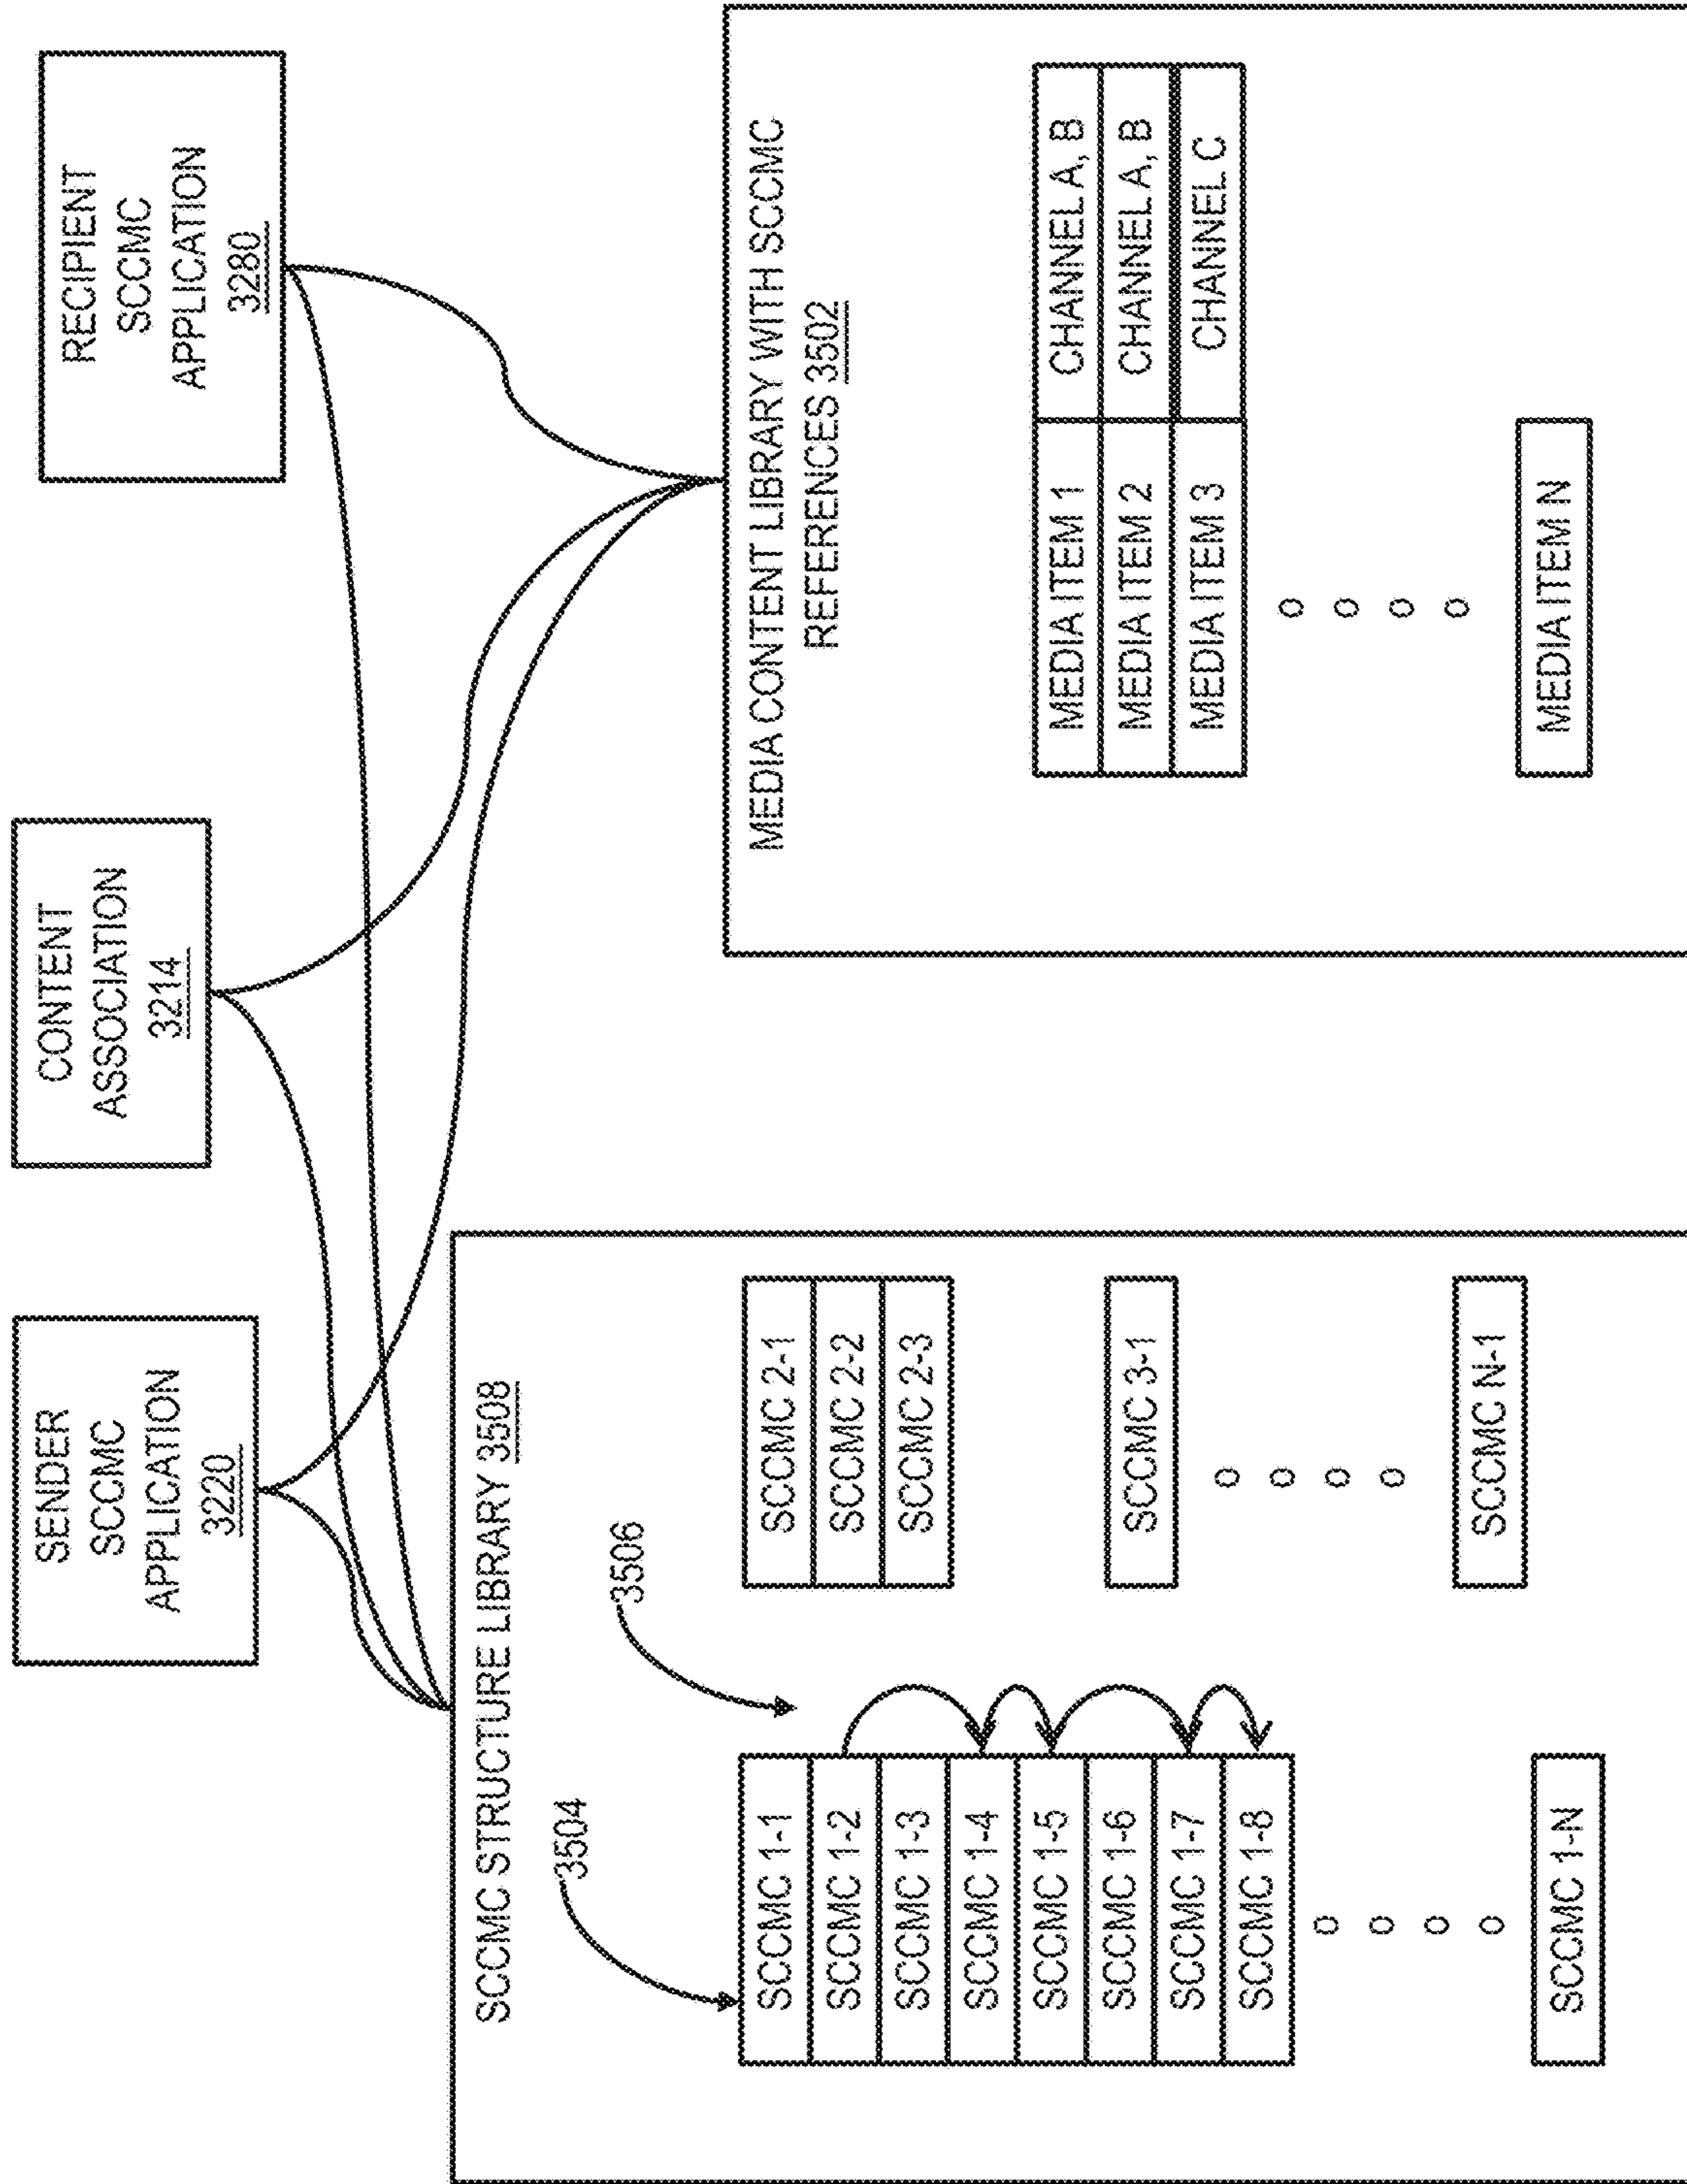 SENDER
SCCMC
APPLICATION
3220
CONTENT
ASSOCIATION
3214
RECIPIENT
SCCMC
APPLICATION
3280
SCCMC STRUCTURE LIBRARY 3508
3504
3506
SCCMC 1-1
SCCMC 1-2
SCCMC 1-3
SCCMC 1-4
SCCMC 1-5
SCCMC 1-6
SCCMC 1-7
SCCMC 1-8
SCCMC 1-N
SCCMC 2-1
SCCMC 2-2
SCCMC 2-3
SCCMC 3-1
SCCMC N-1
MEDIA CONTENT LIBRARY WITH SCCMC
REFERENCES 3502
MEDIA ITEM 1 CHANNEL A, B
MEDIA ITEM 2 CHANNEL A, B
MEDIA ITEM 3 CHANNEL C
MEDIA ITEM N